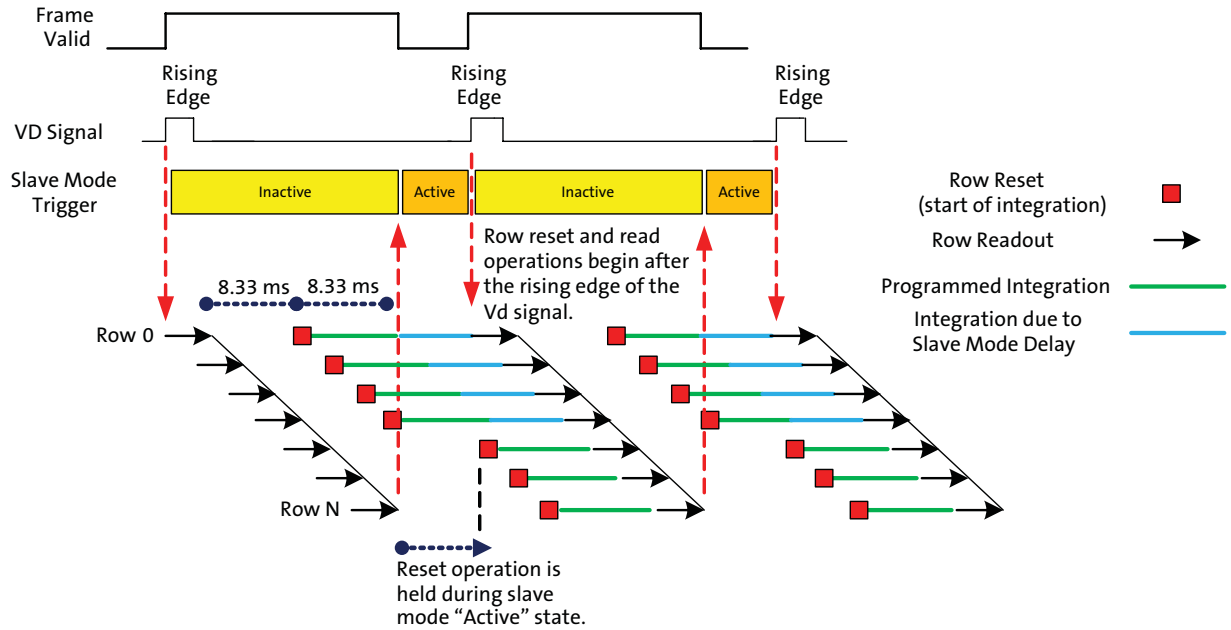 Frame
Valid
Rising
Edge
Rising
Edge
Rising
Edge
VD Signal
Slave Mode
Trigger
Inactive
Active
Inactive
Active
Row Reset
(start of integration)
Row Readout
Programmed Integration
Integration due to
Slave Mode Delay
Row reset and read
operations begin after
the rising edge of the
Vd signal.
8.33 ms
8.33 ms
Row 0
Row N
Reset operation is
held during slave
mode “Active” state.